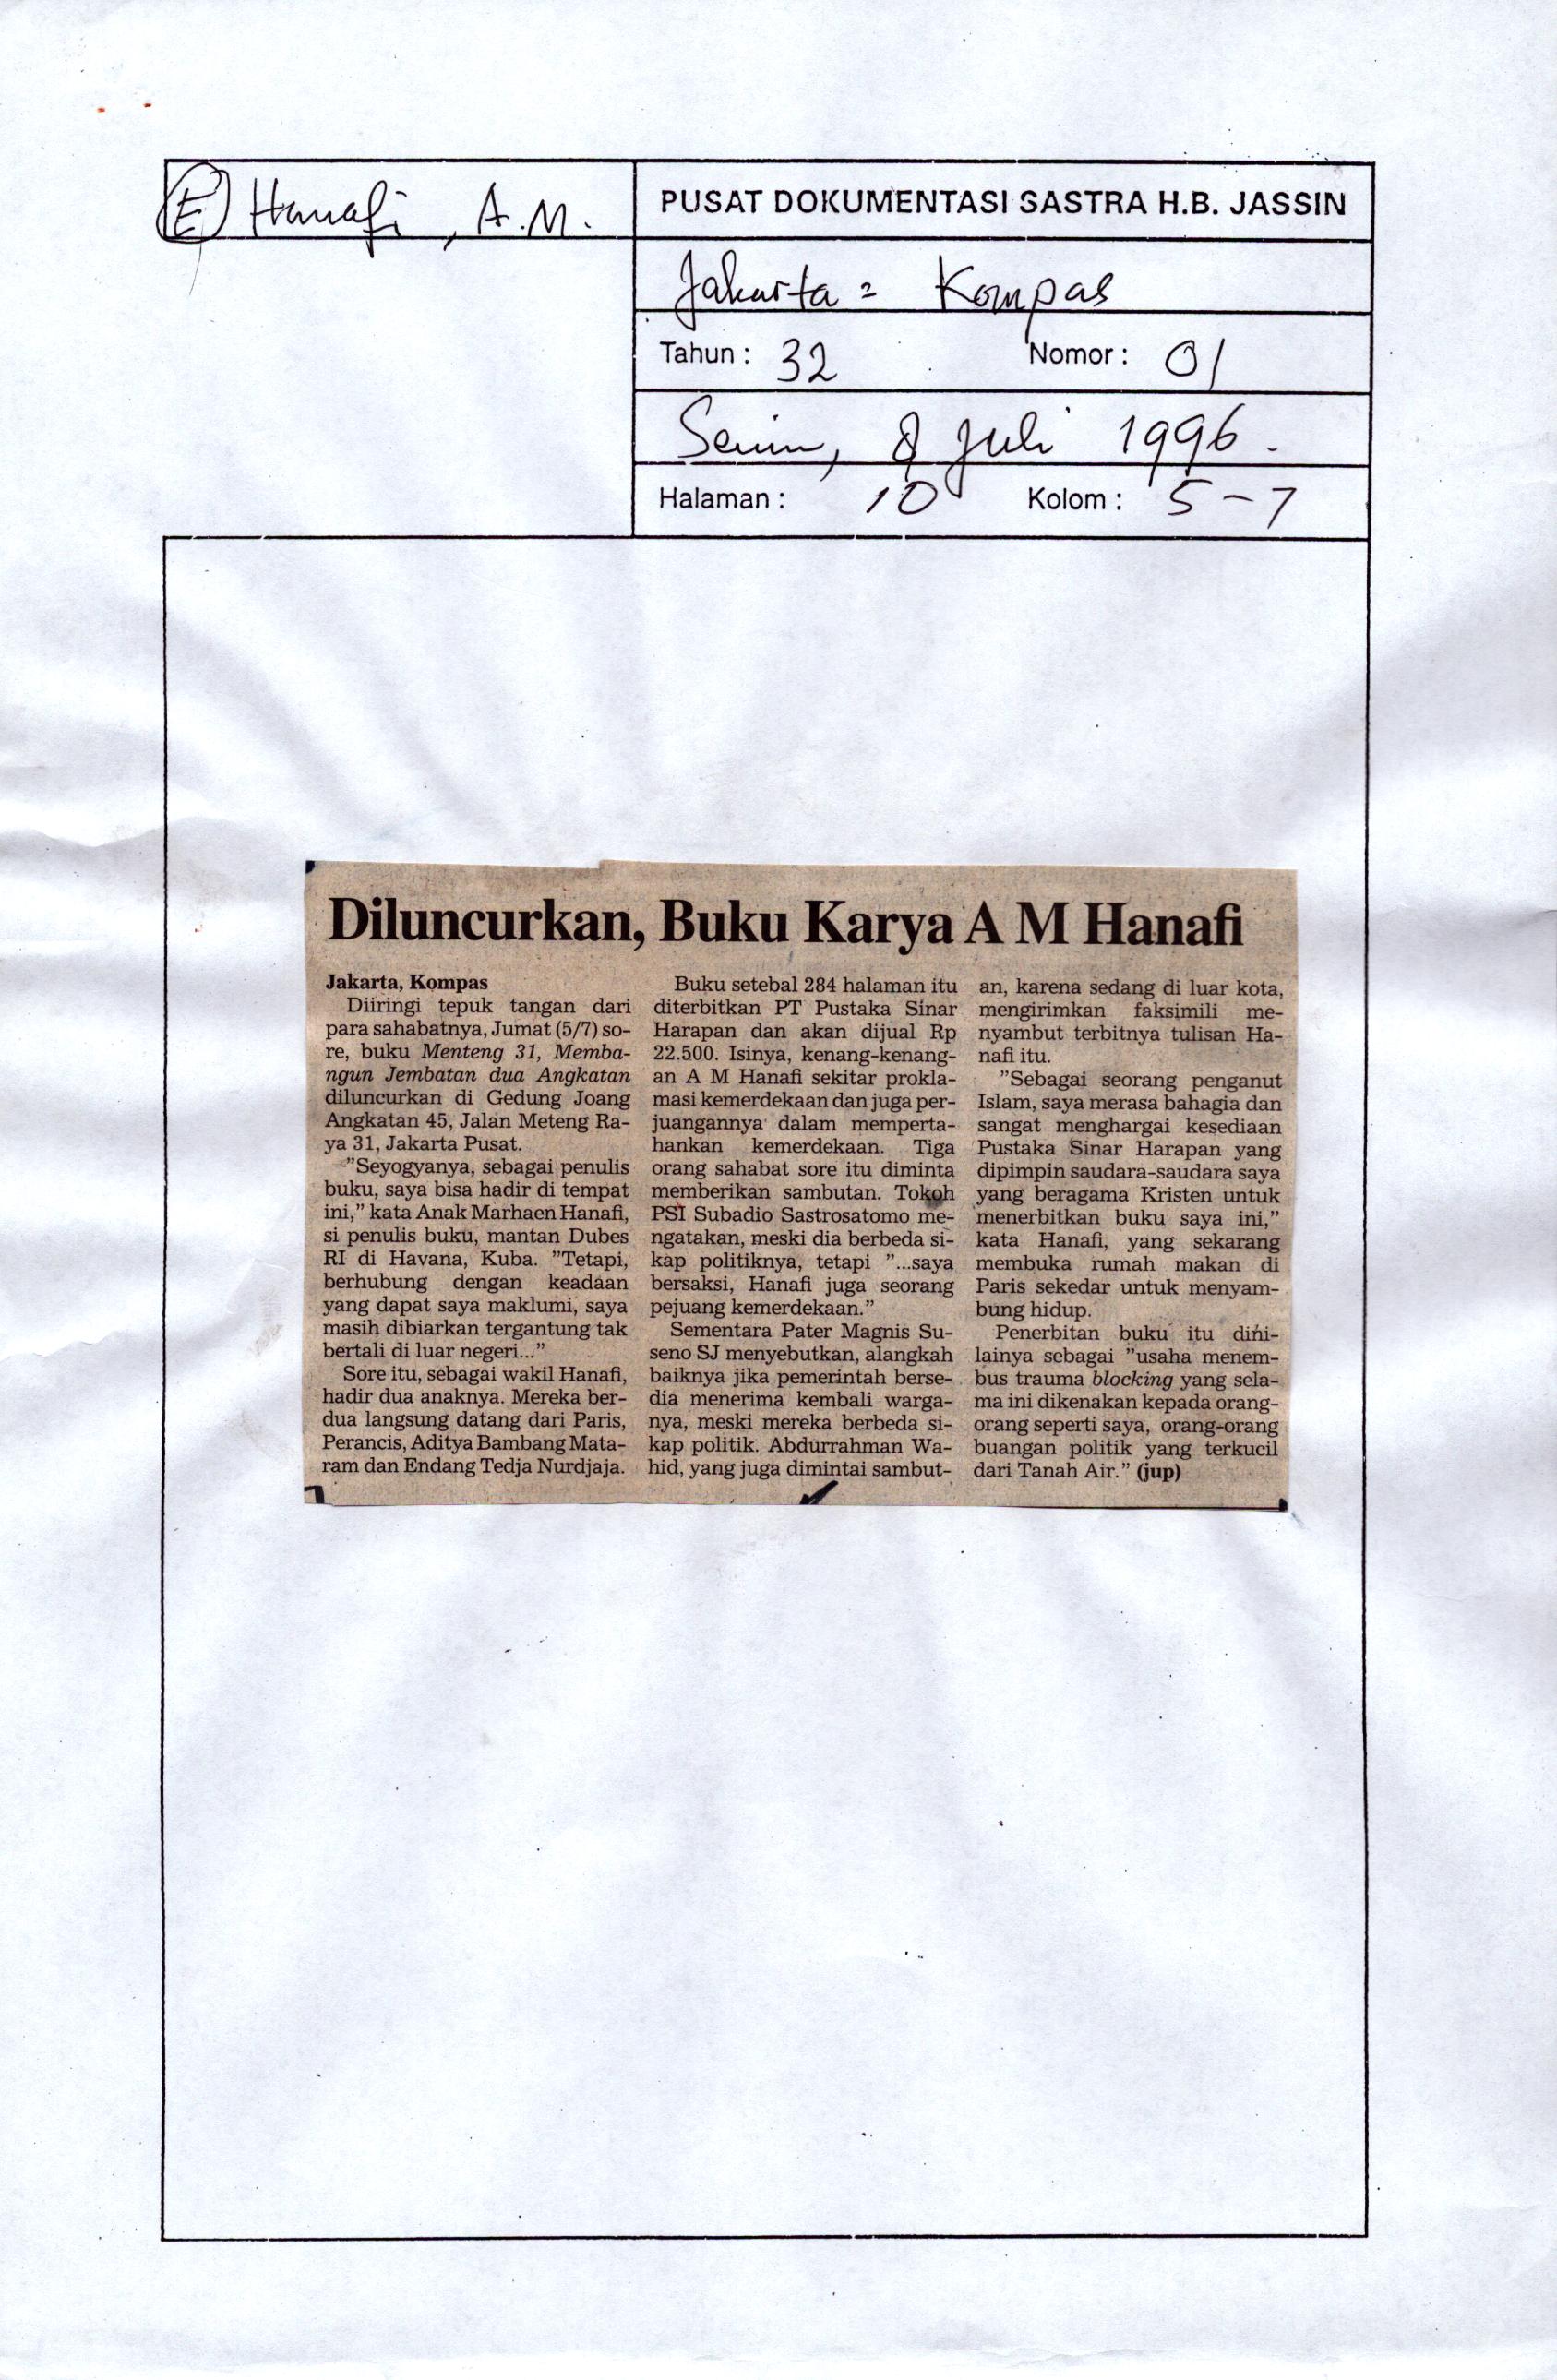 (E) Hanafi, A.M.
PUSAT DOKUMENTASI SASTRA H.B. JASSIN
Jakarta = Kompas
Tahun : 32 Nomor : 01
Senin, 8 Juli 1996.
Halaman : 10 Kolom : 5-7
Diluncurkan, Buku Karya A M Hanafi
Jakarta, Kompas
Diiringi tepuk tangan dari
para sahabatnya, Jumat (5/7) so-
re, buku Menteng 31, Memba-
ngun Jembatan dua Angkatan
diluncurkan di Gedung Joang
Angkatan 45, Jalan Meteng Ra-
ya 31, Jakarta Pusat.
"Seyogyanya, sebagai penulis
buku, saya bisa hadir di tempat
ini," kata Anak Marhaen Hanafi,
si penulis buku, mantan Dubes
RI di Havana, Kuba. "Tetapi,
berhubung dengan keadaan
yang dapat saya maklumi, saya
masih dibiarkan tergantung tak
bertali di luar negeri..."
Sore itu, sebagai wakil Hanafi,
hadir dua anaknya. Mereka ber-
dua langsung datang dari Paris,
Perancis, Aditya Bambang Mata-
ram dan Endang Tedja Nurdjaja.
Buku setebal 284 halaman itu
diterbitkan PT Pustaka Sinar
Harapan dan akan dijual Rp
22.500. Isinya, kenang-kenang-
an A M Hanafi sekitar prokla-
masi kemerdekaan dan juga per-
juangannya dalam memperta-
hankan kemerdekaan. Tiga
orang sahabat sore itu diminta
memberikan sambutan. Tokoh
PSI Subadio Sastrosatomo me-
ngatakan, meski dia berbeda si-
kap politiknya, tetapi "...saya
bersaksi, Hanafi juga seorang
pejuang kemerdekaan."
Sementara Pater Magnis Su-
seno SJ menyebutkan, alangkah
baiknya jika pemerintah berse-
dia menerima kembali warga-
nya, meski mereka berbeda si-
kap politik. Abdurrahman Wa-
hid, yang juga dimintai sambut-
an, karena sedang di luar kota,
mengirimkan faksimili me-
nyambut terbitnya tulisan Ha-
nafi itu.
"Sebagai seorang penganut
Islam, saya merasa bahagia dan
sangat menghargai kesediaan
Pustaka Sinar Harapan yang
dipimpin saudara-saudara saya
yang beragama Kristen untuk
menerbitkan buku saya ini,"
kata Hanafi, yang sekarang
membuka rumah makan di
Paris sekedar untuk menyam-
bung hidup.
Penerbitan buku itu dini-
lainya sebagai "usaha menem-
bus trauma blocking yang sela-
ma ini dikenakan kepada orang-
orang seperti saya, orang-orang
buangan politik yang terkucil
dari Tanah Air." (jup)